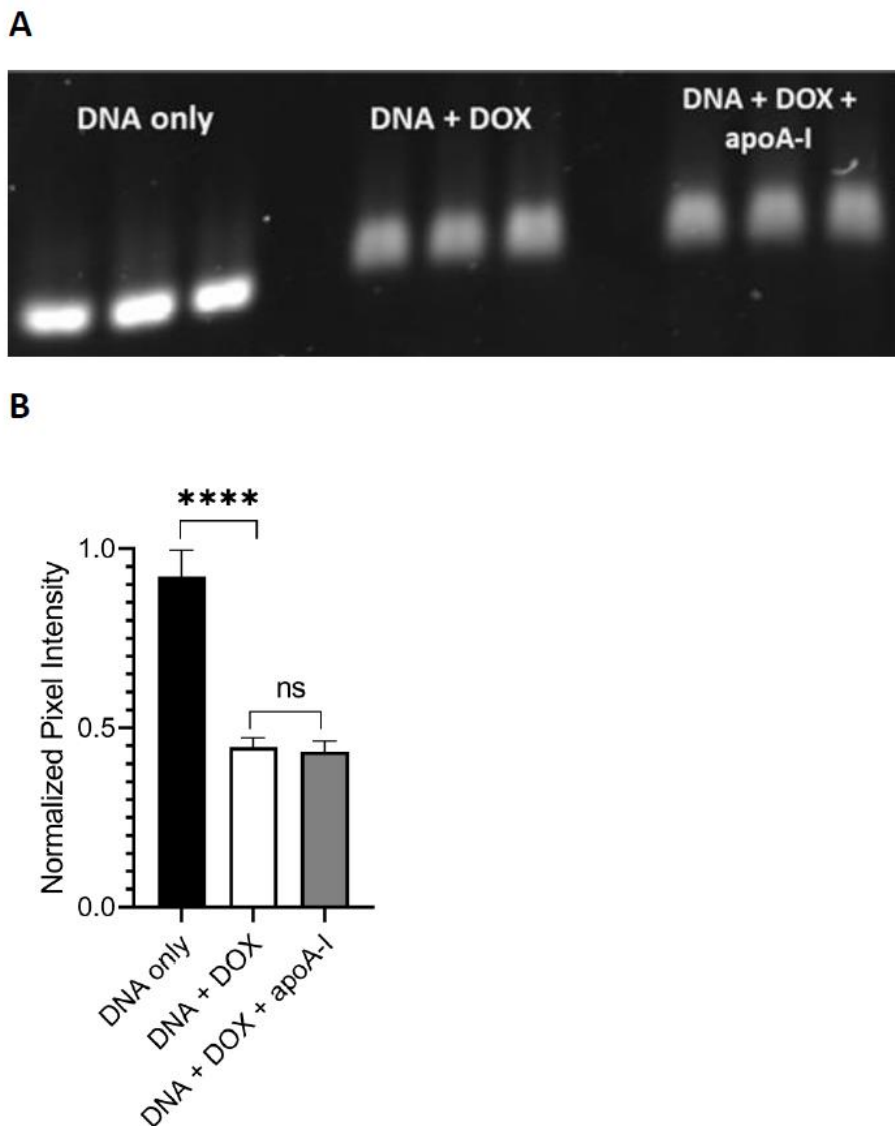 A
DNA only
DNA + DOX
DNA + DOX +
apoA-I
B
****
ns
1.0
0.5
0.0
Normalized Pixel Intensity
DNA only
DNA + DOX
DNA + DOX + apoA-I